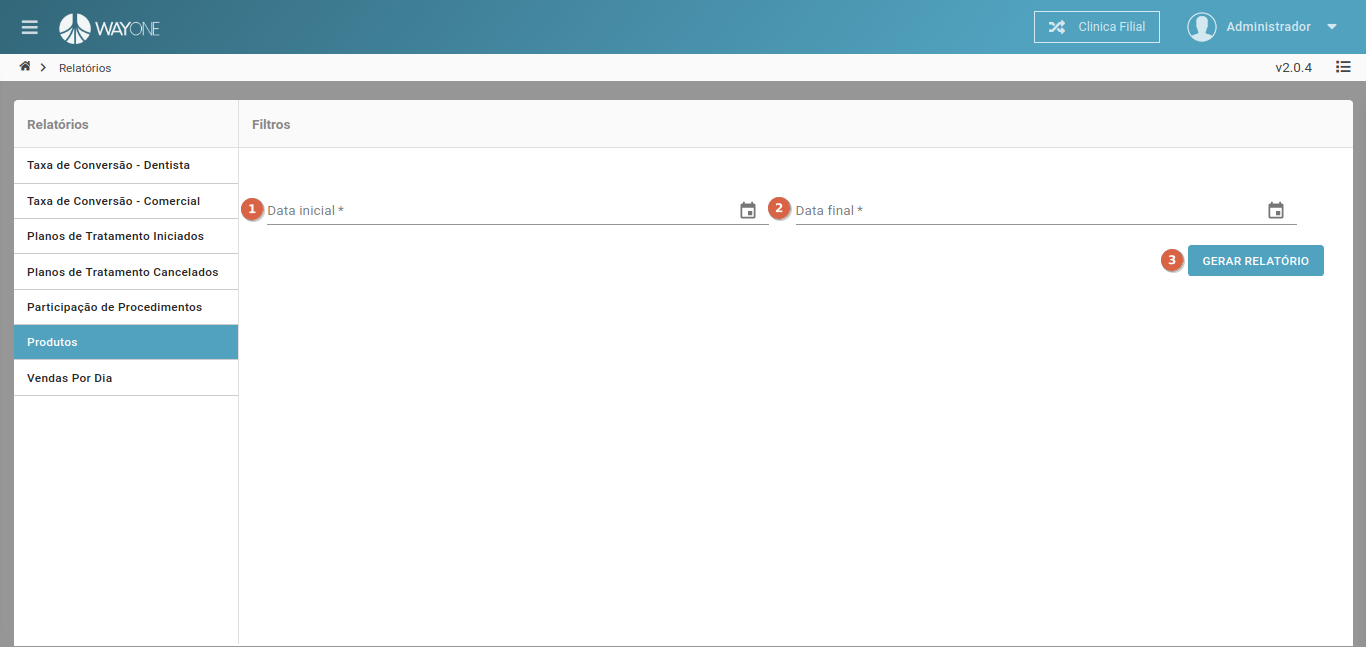 WAYONE
Clinica Filial
Administrador
Relatórios
v2.0.4
Relatórios
Filtros
Taxa de Conversão - Dentista
Taxa de Conversão - Comercial
Planos de Tratamento Iniciados
Planos de Tratamento Cancelados
Participação de Procedimentos
Produtos
Vendas Por Dia
1 Data inicial *
2 Data final *
3 GERAR RELATÓRIO